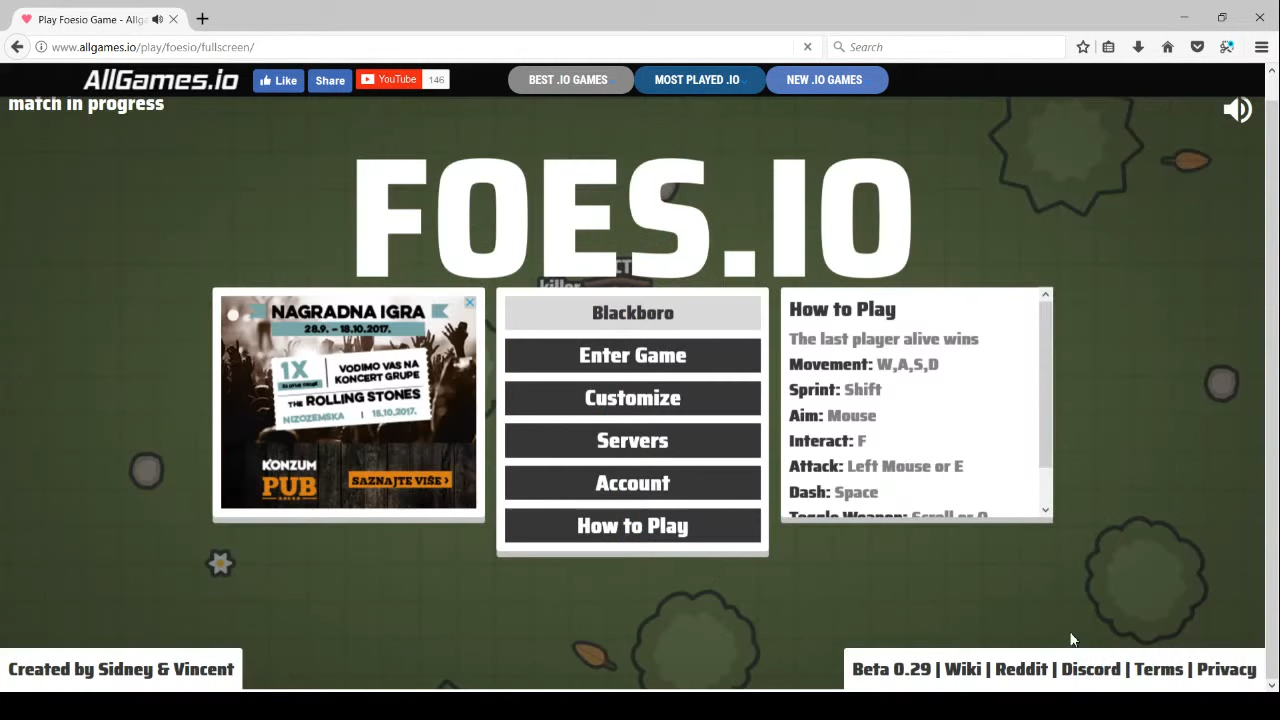 Play Foesio Game - Allg
www.allgames.io/play/foesio/fullscreen/
Search
AllGames.io
Like
Share
YouTube
146
BEST .IO GAMES
MOST PLAYED .IO
NEW .IO GAMES
match in progress
FOES.IO
killer
NAGRADNA IGRA
28.9. – 18.10.2017.
1X
VODIMO VAS NA
KONCERT GRUPE
THE ROLLING STONES
NIZOZEMSKA | 18.10.2017.
KONZUM
PUB
SAZNAJTE VIŠE ›
Blackboro
Enter Game
Customize
Servers
Account
How to Play
How to Play
The last player alive wins
Movement: W,A,S,D
Sprint: Shift
Aim: Mouse
Interact: F
Attack: Left Mouse or E
Dash: Space
Toggle Weapon: Scroll or Q
Created by Sidney & Vincent
Beta 0.29 | Wiki | Reddit | Discord | Terms | Privacy